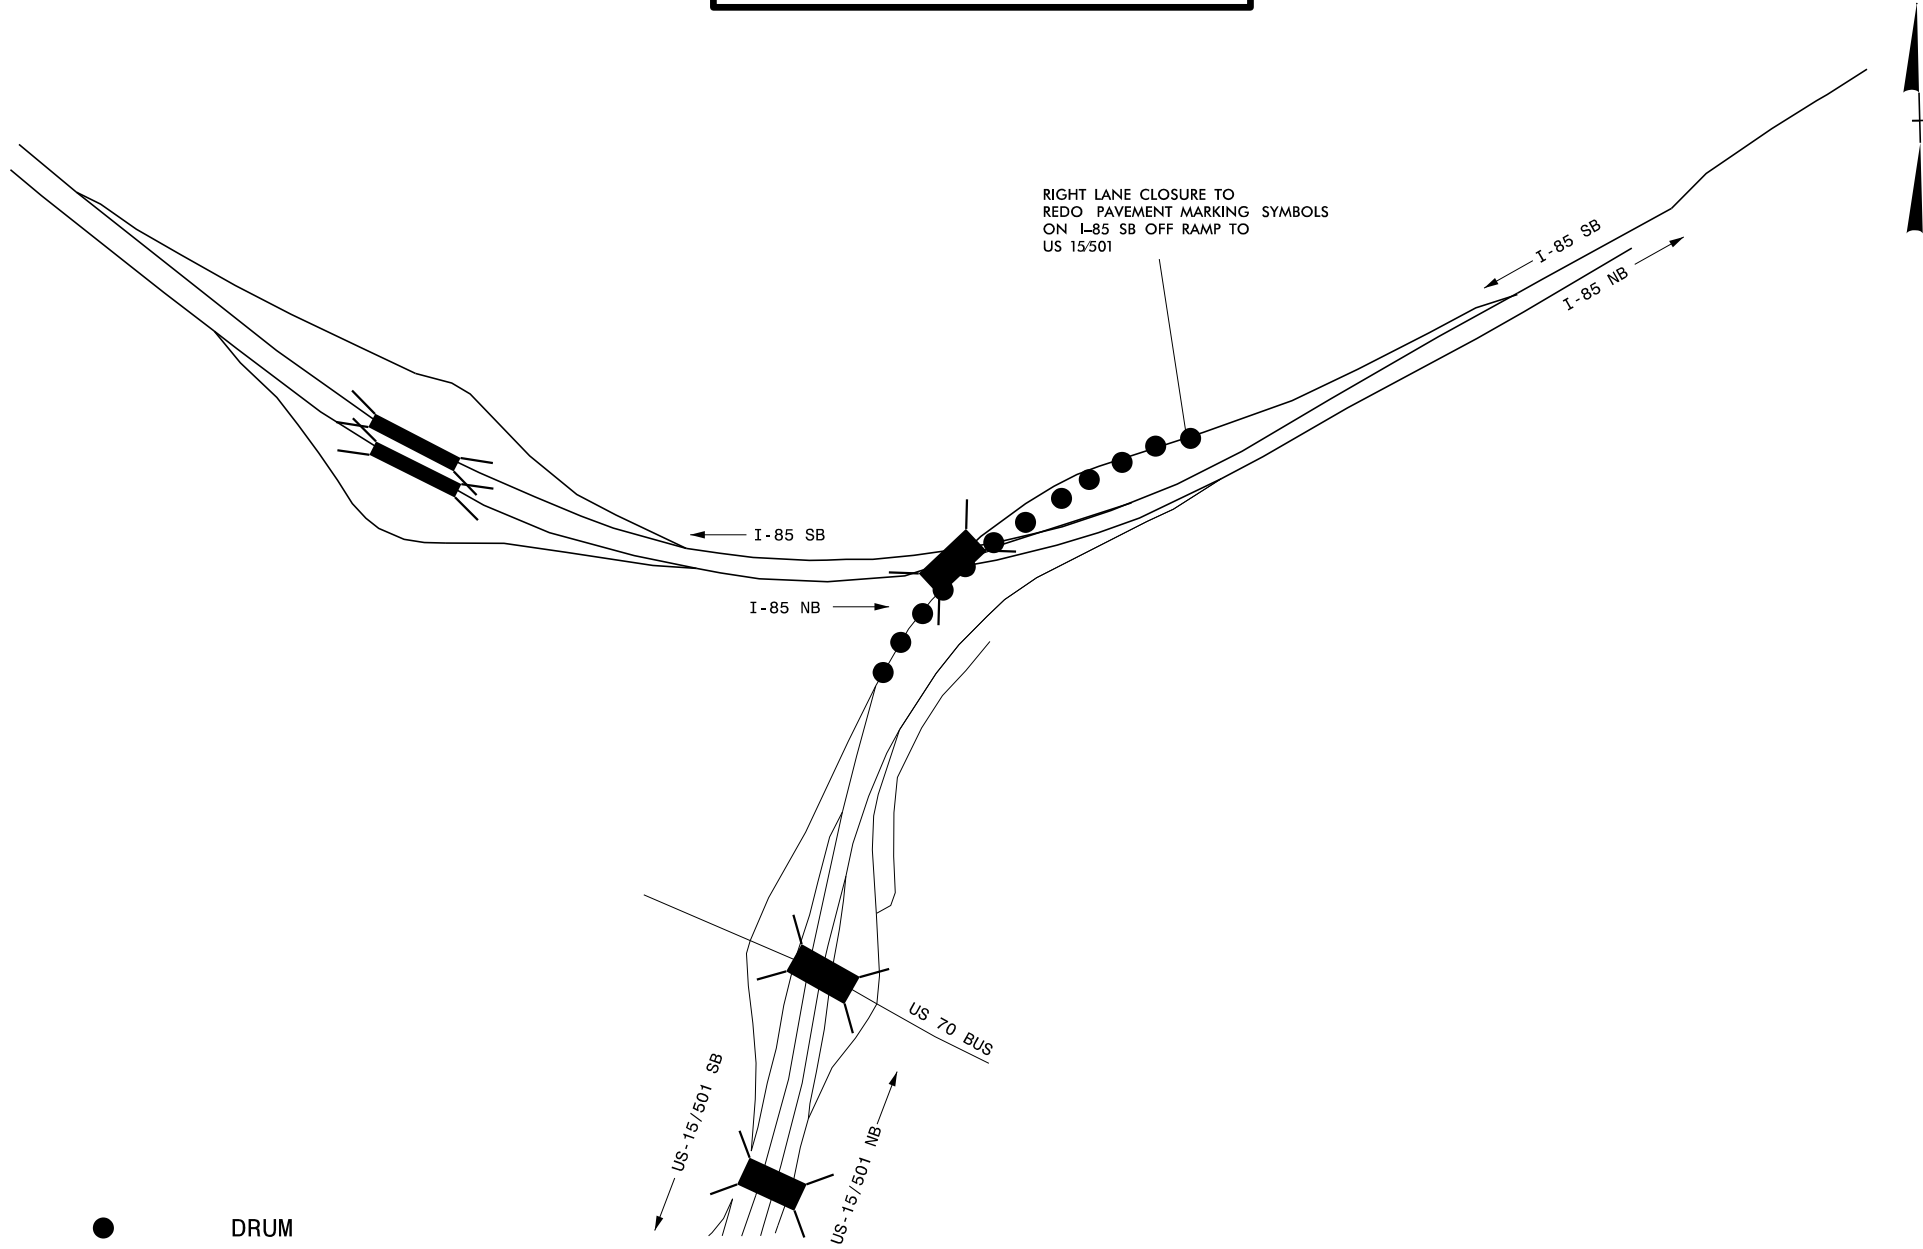 RIGHT LANE CLOSURE TO
REDO PAVEMENT MARKING SYMBOLS
ON I-85 SB OFF RAMP TO
US 15/501
I-85 SB
I-85 NB
I-85 SB
I-85 NB
US 70 BUS
US-15/501 SB
US-15/501 NB
DRUM